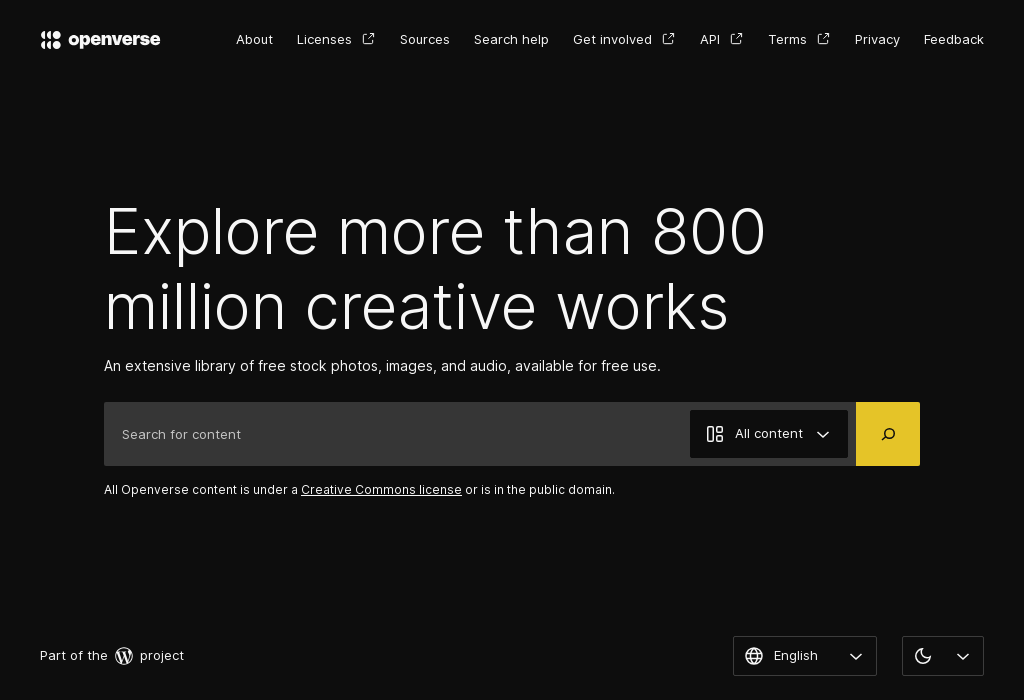 openverse About Licenses Sources Search help Get involved API Terms Privacy Feedback
Explore more than 800
million creative works
An extensive library of free stock photos, images, and audio, available for free use.
Search for content All content
All Openverse content is under a Creative Commons license or is in the public domain.
Part of the project English